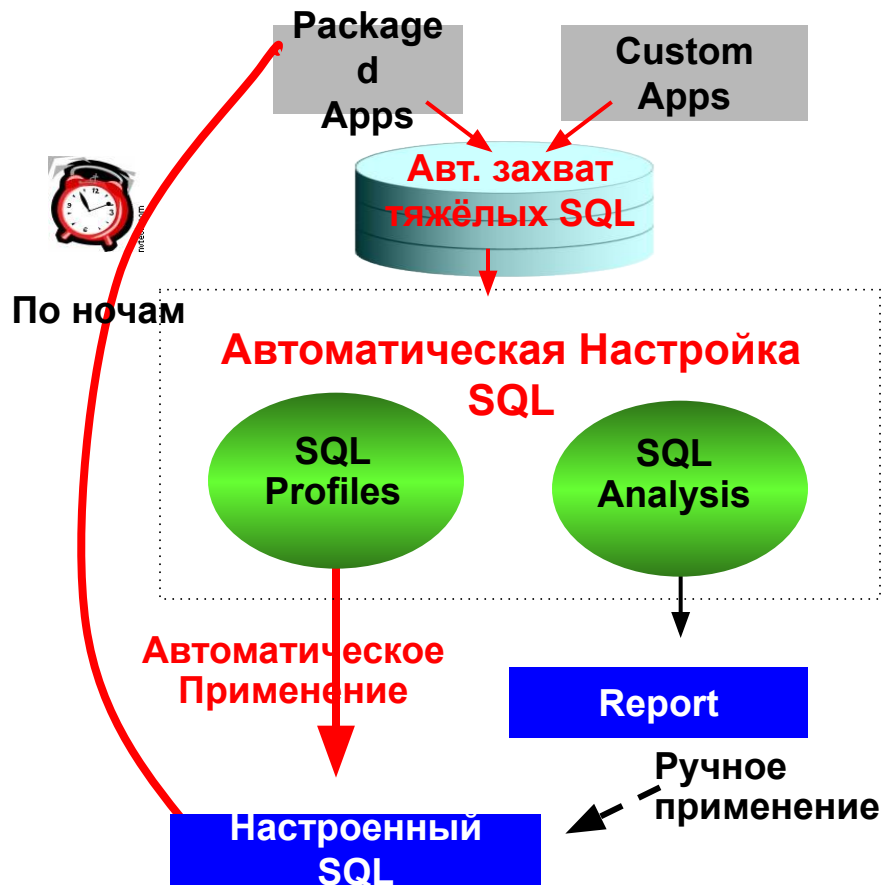 Package
d
Apps
Custom
Apps
Авт. захват
тяжёлых SQL
По ночам
Автоматическая Настройка
SQL
SQL
Profiles
SQL
Analysis
Автоматическое
Применение
Report
Ручное
применение
Настроенный
SQL